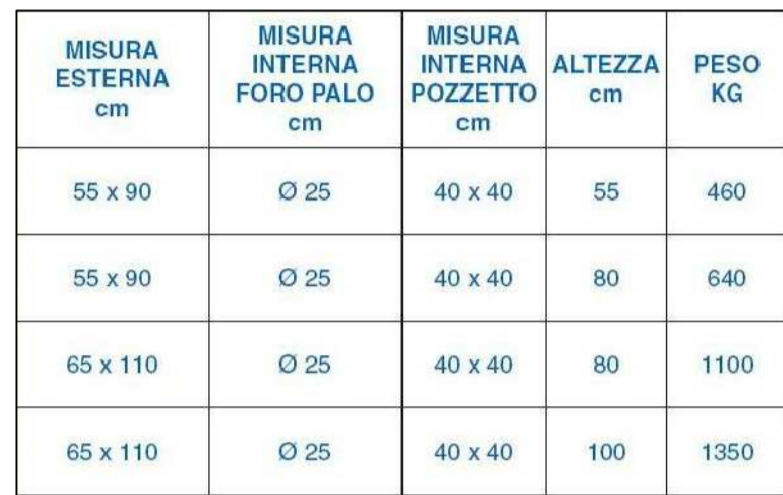 MISURA ESTERNA cm | MISURA INTERNA FORO PALO cm | MISURA INTERNA POZZETTO cm | ALTEZZA cm | PESO KG
55 x 90 | Ø 25 | 40 x 40 | 55 | 460
55 x 90 | Ø 25 | 40 x 40 | 80 | 640
65 x 110 | Ø 25 | 40 x 40 | 80 | 1100
65 x 110 | Ø 25 | 40 x 40 | 100 | 1350